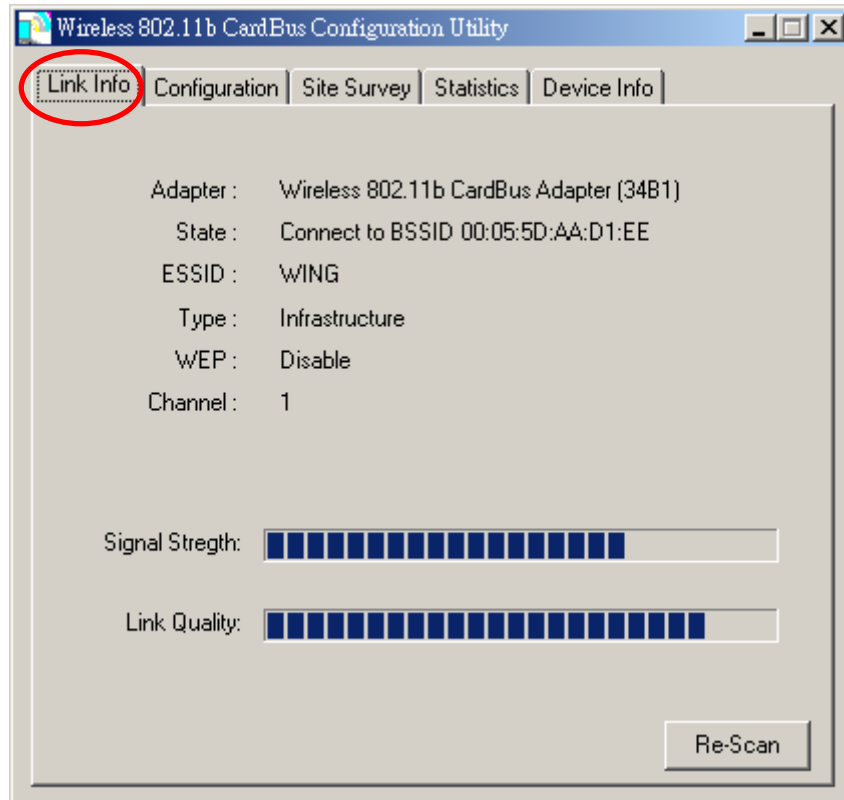 Wireless 802.11b CardBus Configuration Utility
Link Info Configuration Site Survey Statistics Device Info
Adapter : Wireless 802.11b CardBus Adapter (34B1)
State : Connect to BSSID 00:05:5D:AA:D1:EE
ESSID : WING
Type : Infrastructure
WEP : Disable
Channel : 1
Signal Stregth:
Link Quality:
Re-Scan